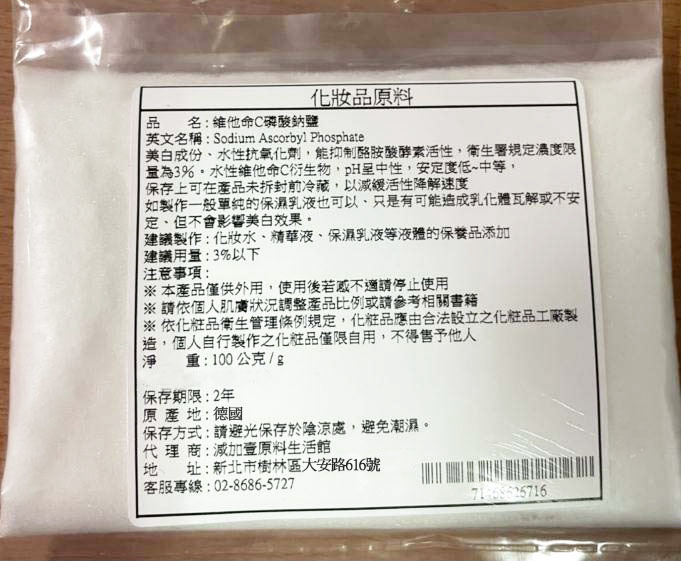 化妝品原料
品　　名：維他命C磷酸鈉鹽
英文名稱：Sodium Ascorbyl Phosphate
美白成份、水性抗氧化劑，能抑制酪胺酸酵素活性，衛生署規定濃度限
量為3%。水性維他命C衍生物，pH呈中性，安定度低~中等，
保存上可在產品未拆封前冷藏，以減緩活性降解速度
如製作一般單純的保濕乳液也可以、只是有可能造成乳化體瓦解或不安
定、但不會影響美白效果。
建議製作：化妝水、精華液、保濕乳液等液體的保養品添加
建議用量：3%以下
注意事項：
※ 本產品僅供外用，使用後若感不適請停止使用
※ 請依個人肌膚狀況調整產品比例或請參考相關書籍
※ 依化粧品衛生管理條例規定，化粧品應由合法設立之化粧品工廠製
造，個人自行製作之化粧品僅限自用，不得售予他人
淨　　重：100 公克 / g
保存期限：2年
原 產 地：德國
保存方式：請避光保存於陰涼處，避免潮濕。
代 理 商：減加壹原料生活館
地　　址：新北市樹林區大安路616號
客服專線：02-8686-5727